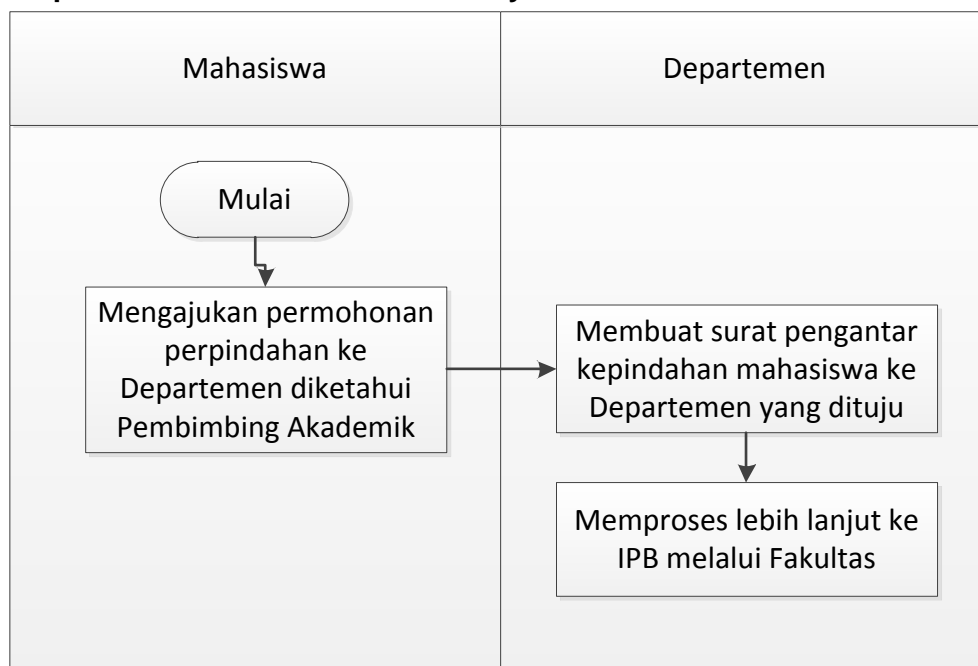 Mahasiswa
Departemen
Mulai
Mengajukan permohonan
perpindahan ke
Departemen diketahui
Pembimbing Akademik
Membuat surat pengantar
kepindahan mahasiswa ke
Departemen yang dituju
Memproses lebih lanjut ke
IPB melalui Fakultas